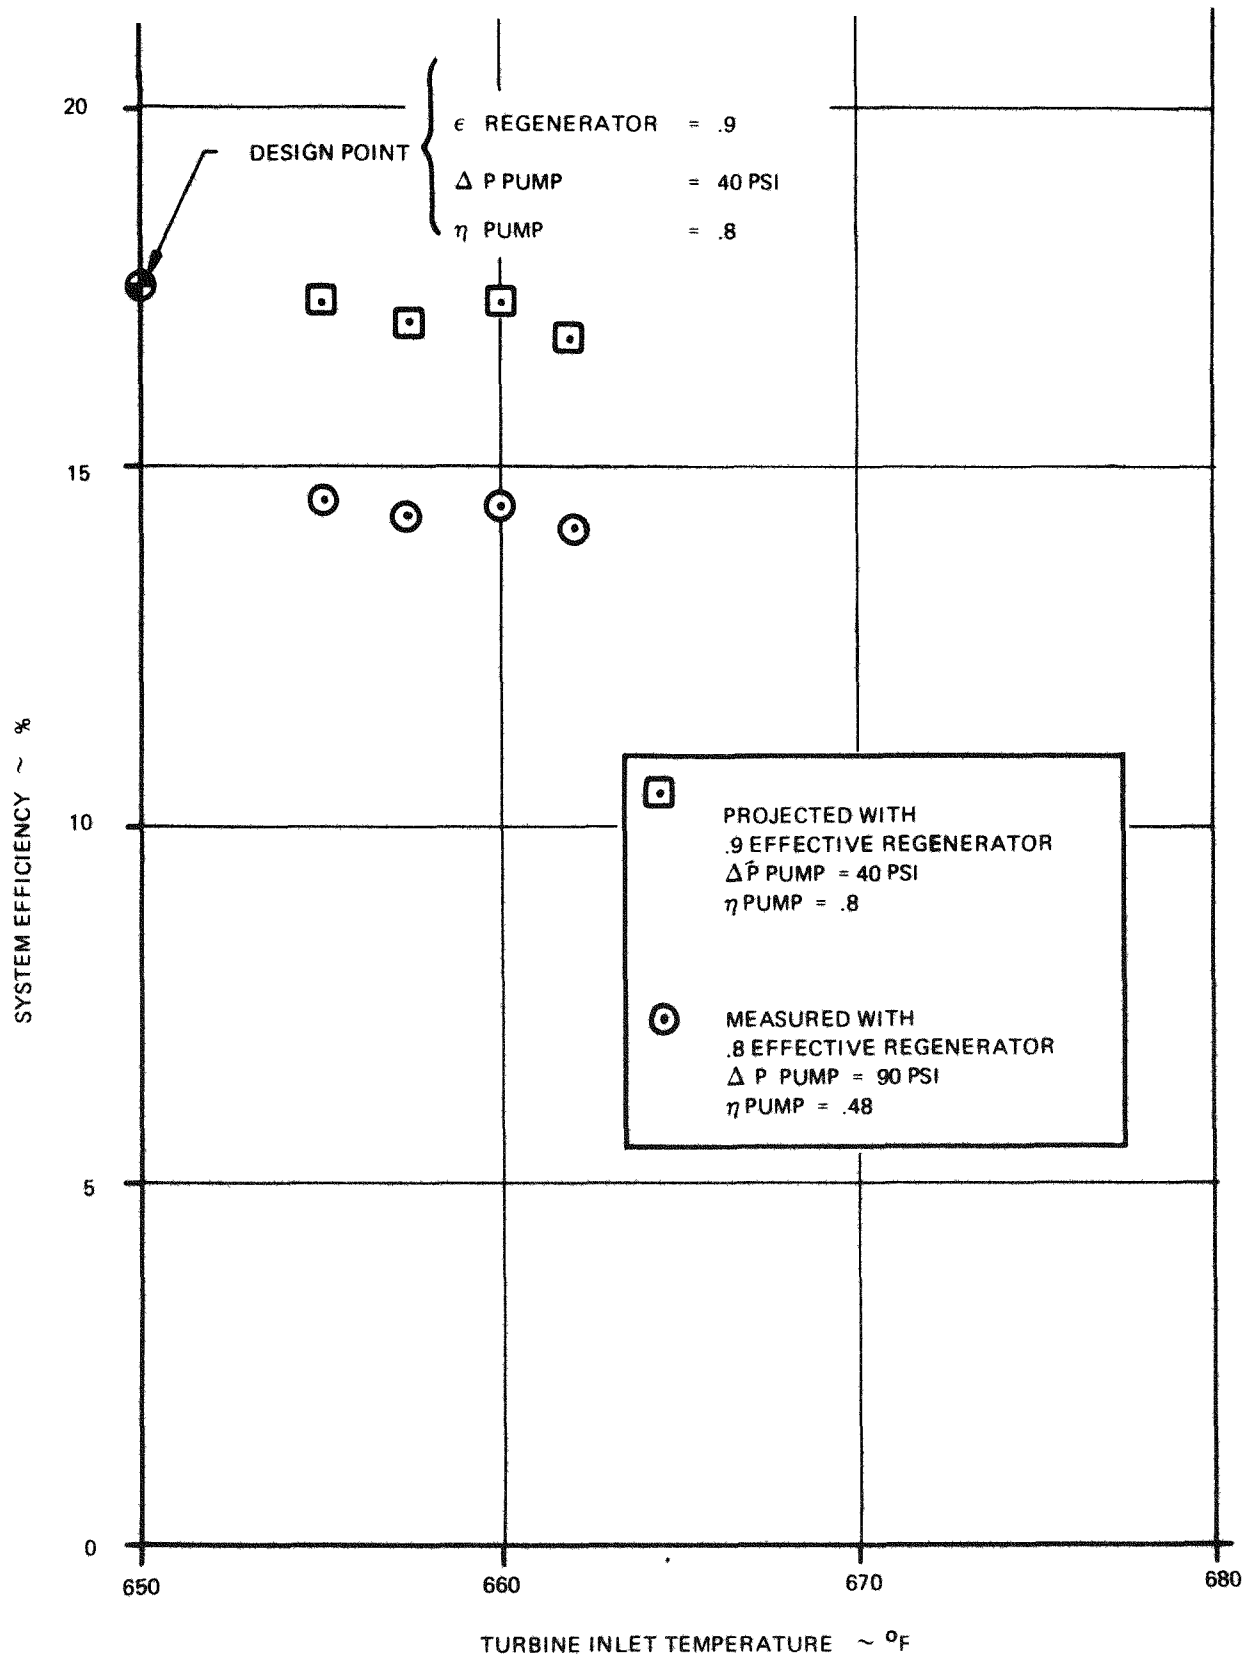 20
DESIGN POINT
ϵ REGENERATOR = .9
Δ P PUMP = 40 PSI
η PUMP = .8
15
10
5
0
SYSTEM EFFICIENCY ~ %
PROJECTED WITH
.9 EFFECTIVE REGENERATOR
Δ P PUMP = 40 PSI
η PUMP = .8
MEASURED WITH
.8 EFFECTIVE REGENERATOR
Δ P PUMP = 90 PSI
η PUMP = .48
650
660
670
680
TURBINE INLET TEMPERATURE ~ °F